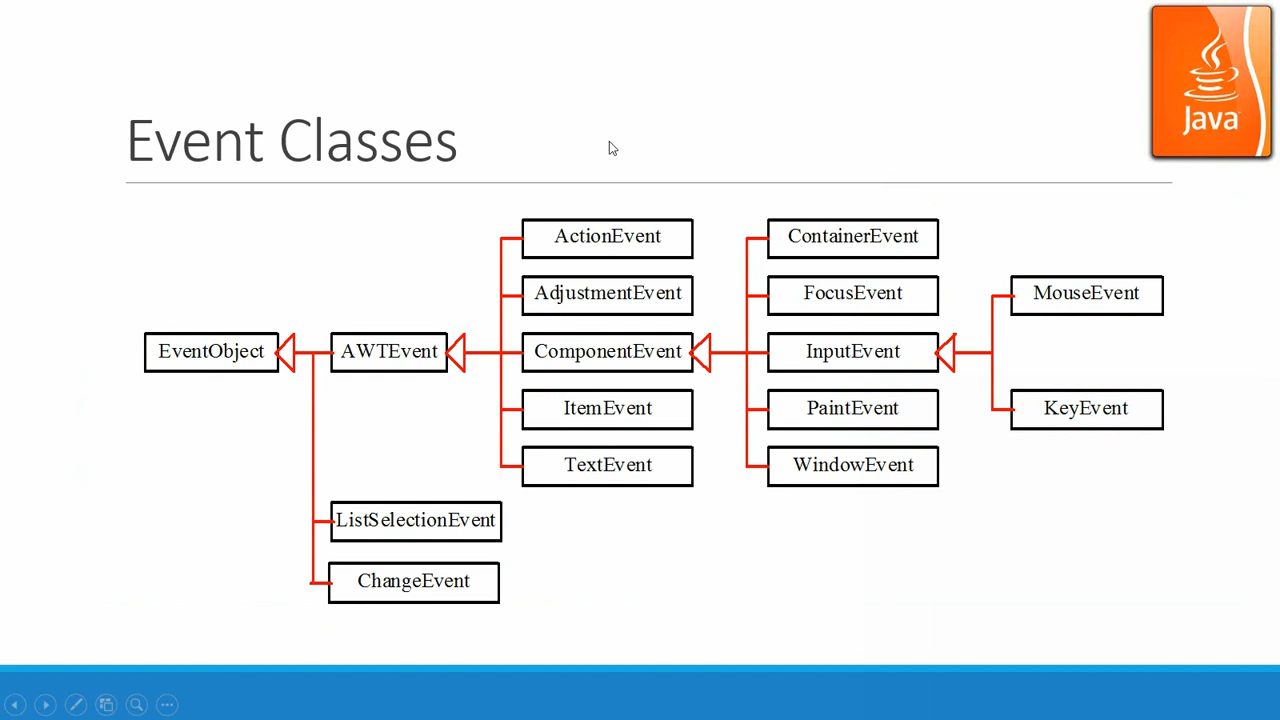 Java
Event Classes
ActionEvent
ContainerEvent
AdjustmentEvent
FocusEvent
MouseEvent
EventObject
AWTEvent
ComponentEvent
InputEvent
ItemEvent
PaintEvent
KeyEvent
TextEvent
WindowEvent
ListSelectionEvent
ChangeEvent